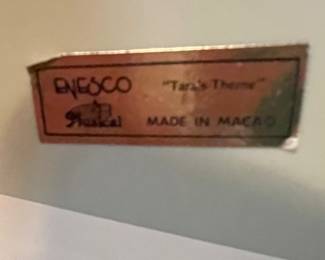 ENESCO "Tara's Theme"
Musical MADE IN MACAO